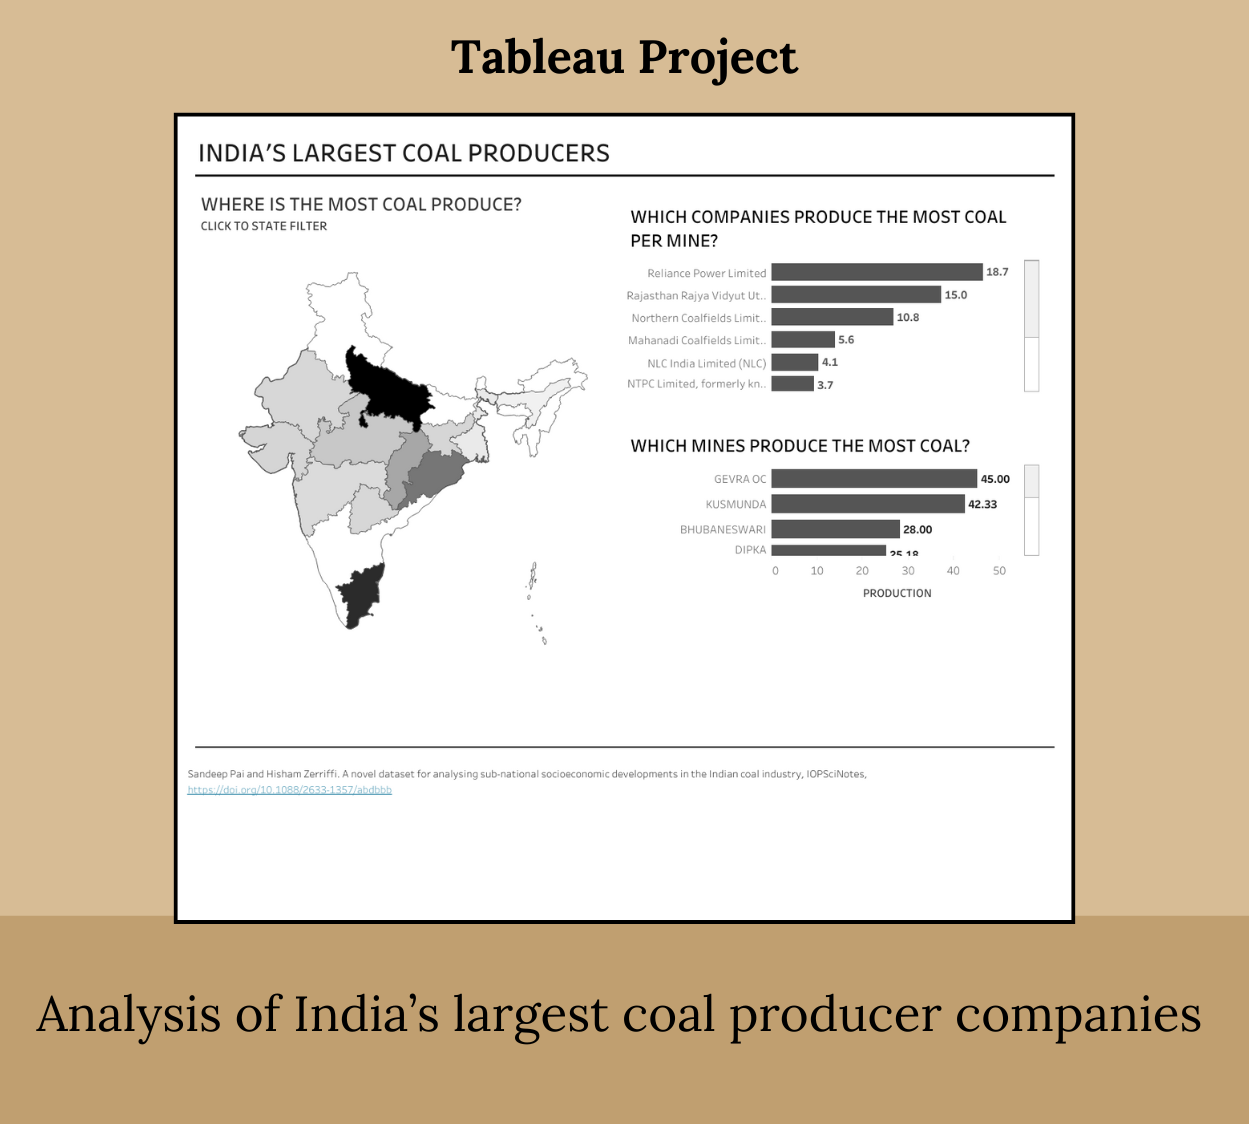 Tableau Project
INDIA’S LARGEST COAL PRODUCERS
WHERE IS THE MOST COAL PRODUCE?
CLICK TO STATE FILTER
WHICH COMPANIES PRODUCE THE MOST COAL
PER MINE?
Reliance Power Limited 18.7
Rajasthan Rajya Vidyut Ut.. 15.0
Northern Coalfields Limit.. 10.8
Mahanadi Coalfields Limit.. 5.6
NLC India Limited (NLC) 4.1
NTPC Limited, formerly kn.. 3.7
WHICH MINES PRODUCE THE MOST COAL?
GEVRA OC 45.00
KUSMUNDA 42.33
BHUBANESWARI 28.00
DIPKA 25.18
0 10 20 30 40 50
PRODUCTION
Sandeep Pai and Hisham Zerriffi. A novel dataset for analysing sub-national socioeconomic developments in the Indian coal industry, IOPSciNotes,
https://doi.org/10.1088/2633-1357/abdbbb
Analysis of India’s largest coal producer companies